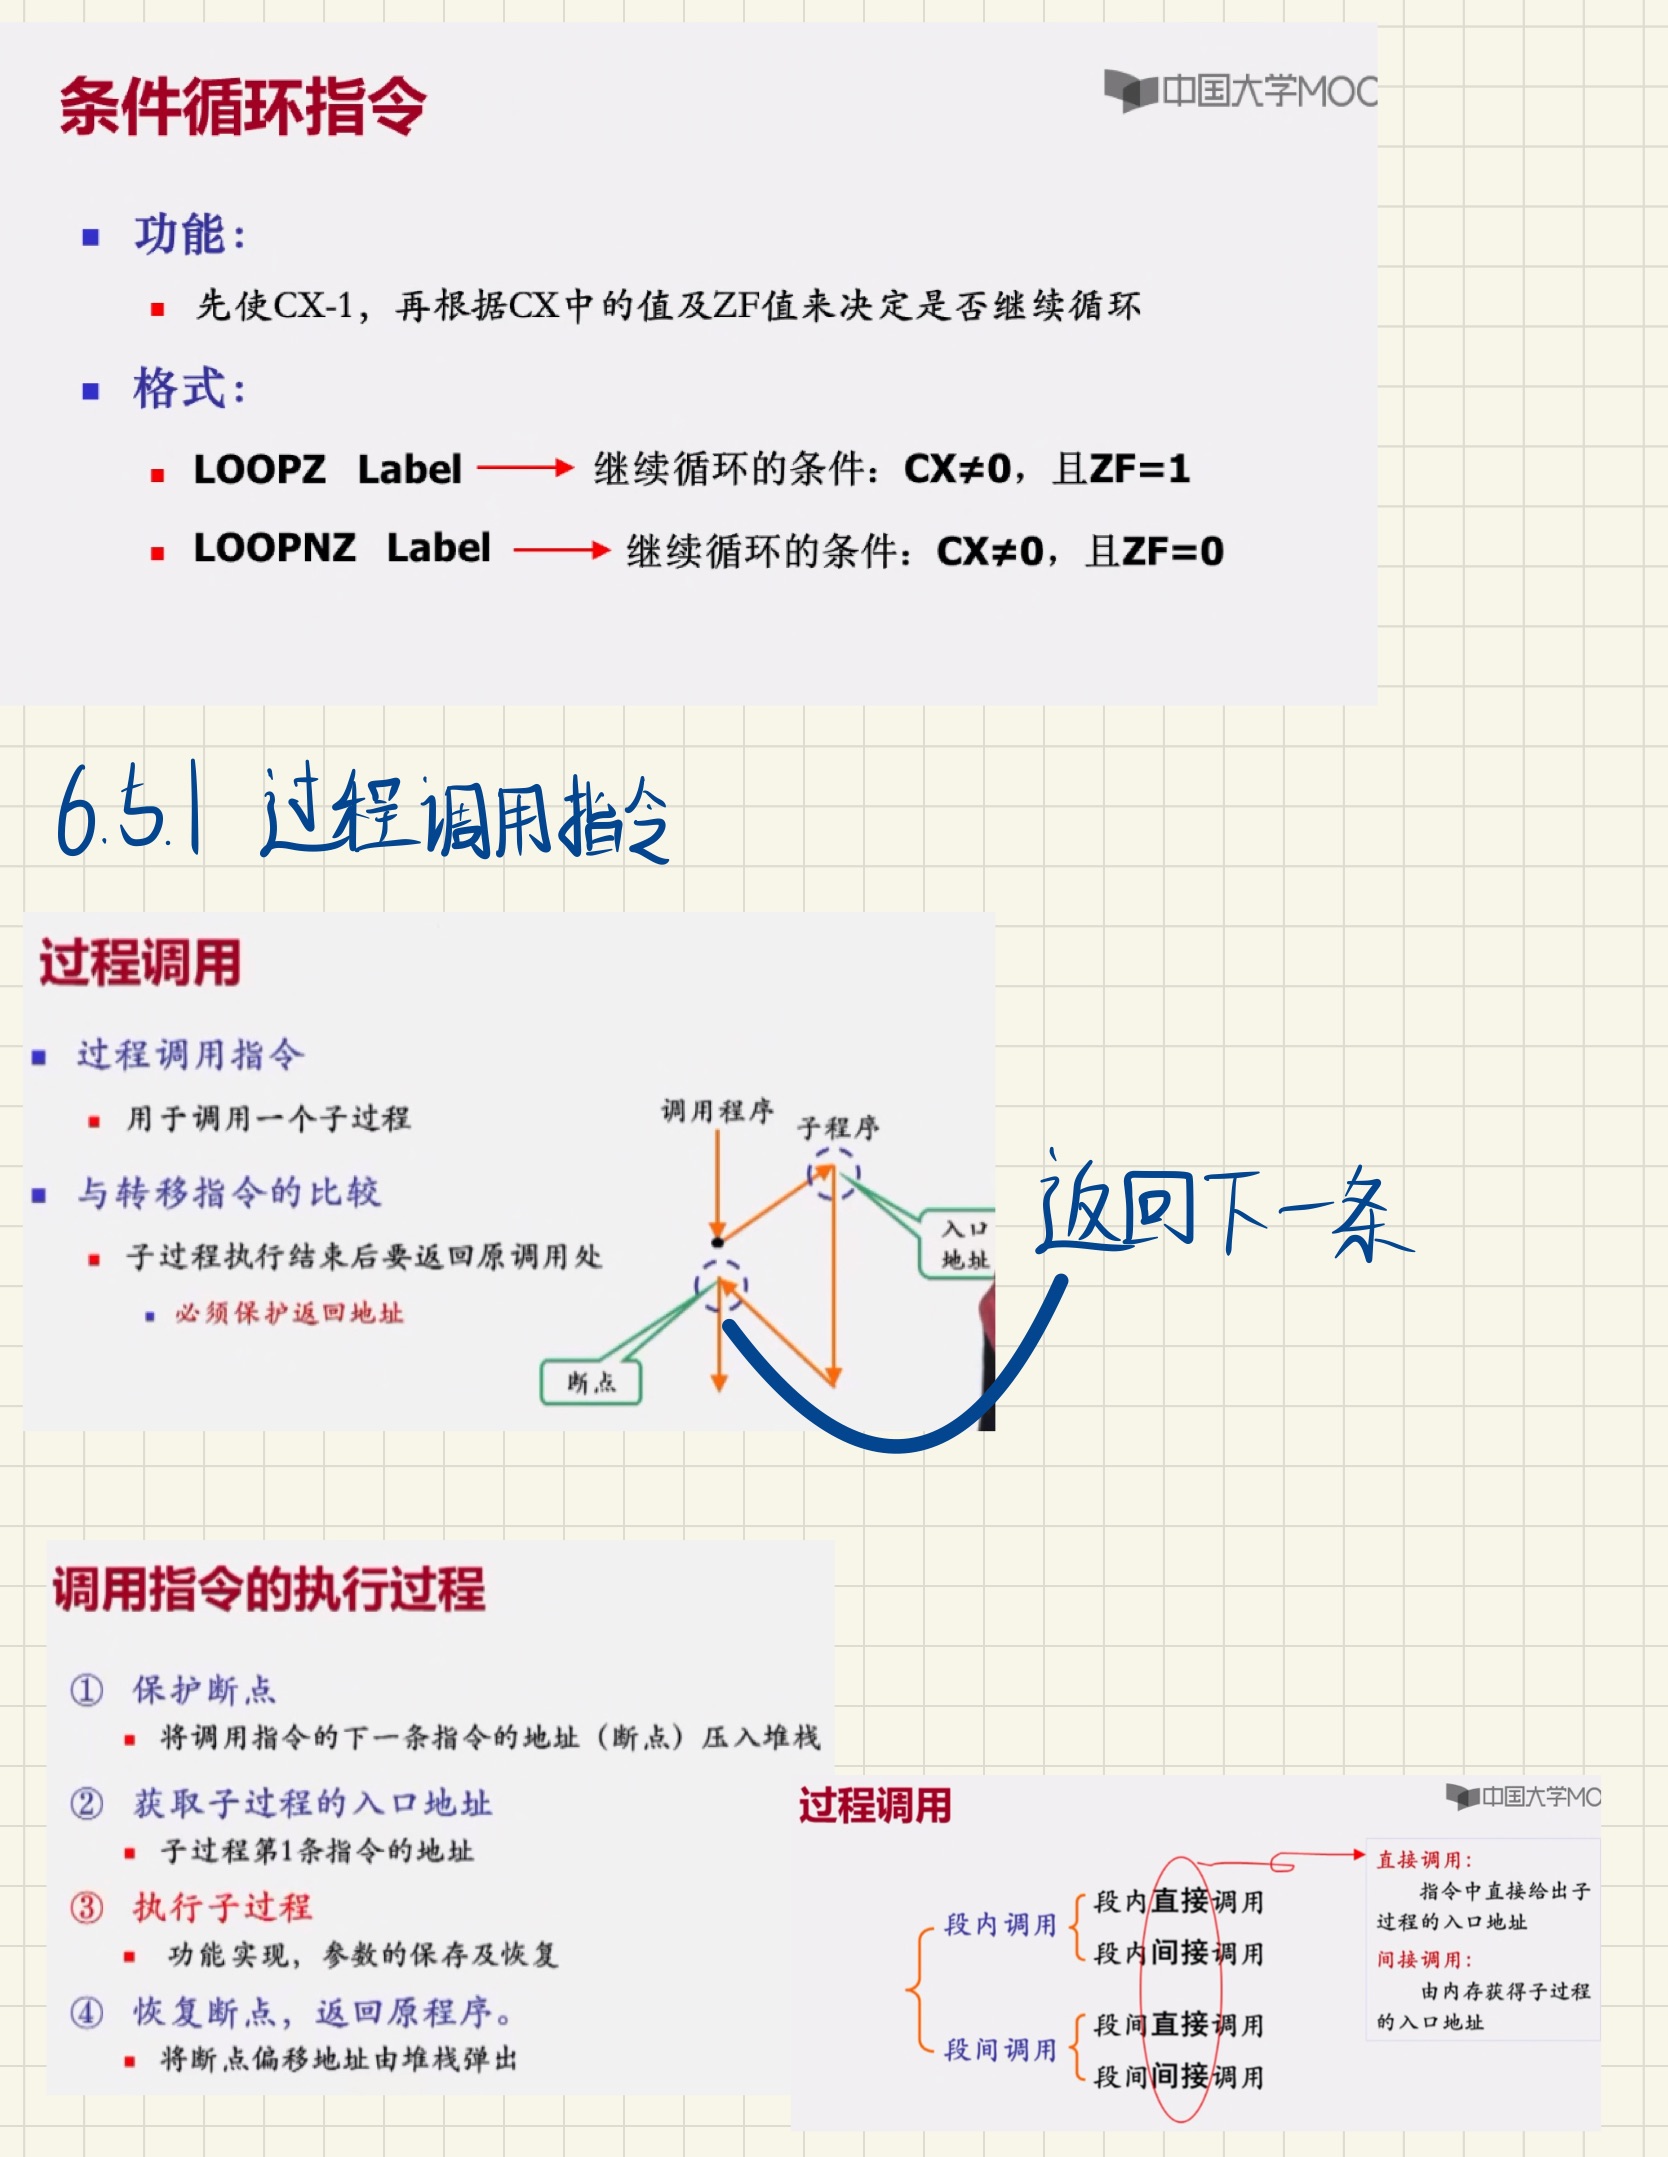 条件循环指令
中国大学MOC
功能：
先使CX-1，再根据CX中的值及ZF值来决定是否继续循环
格式：
LOOPZ Label 继续循环的条件：CX≠0，且ZF=1
LOOPNZ Label 继续循环的条件：CX≠0，且ZF=0
6.5.1 过程调用指令
过程调用
过程调用指令
用于调用一个子过程
与转移指令的比较
子过程执行结束后要返回原调用处
必须保护返回地址
调用程序
子程序
入口
地址
断点
返回下一条
调用指令的执行过程
① 保护断点
将调用指令的下一条指令的地址（断点）压入堆栈
② 获取子过程的入口地址
子过程第1条指令的地址
③ 执行子过程
功能实现，参数的保存及恢复
④ 恢复断点，返回原程序。
将断点偏移地址由堆栈弹出
过程调用
中国大学MO
段内调用
段内直接调用
段内间接调用
段间调用
段间直接调用
段间间接调用
直接调用：
指令中直接给出子
过程的入口地址
间接调用：
由内存获得子过程
的入口地址